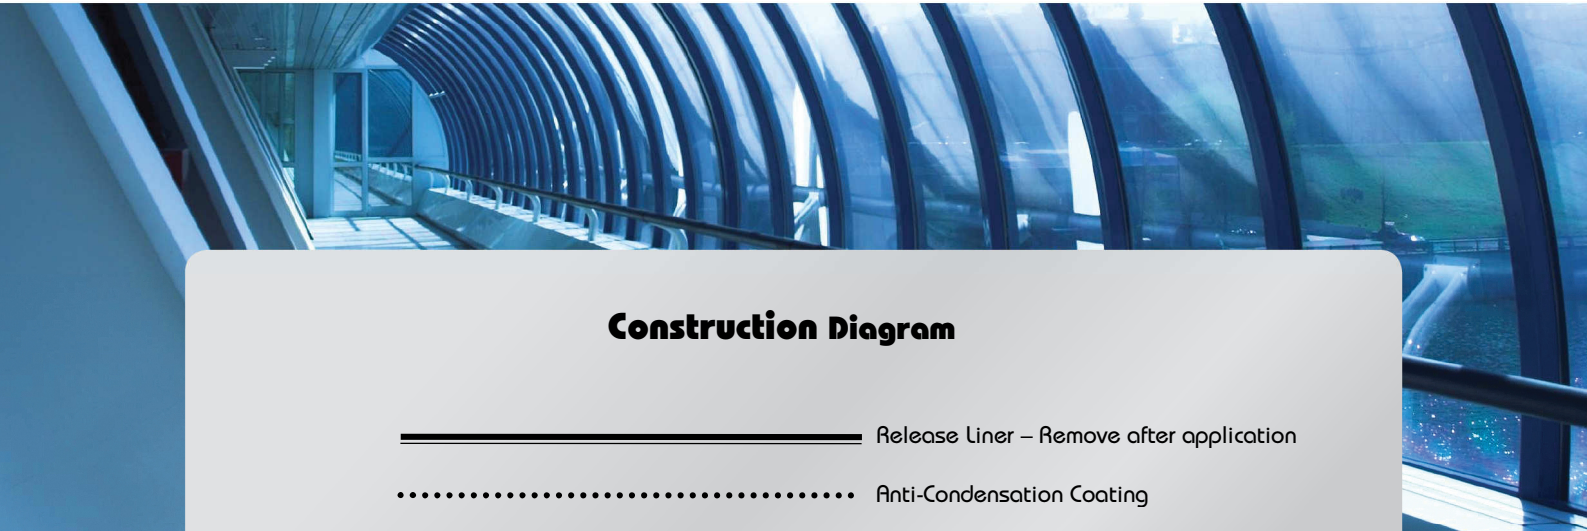 Construction Diagram
Release Liner – Remove after application
Anti-Condensation Coating